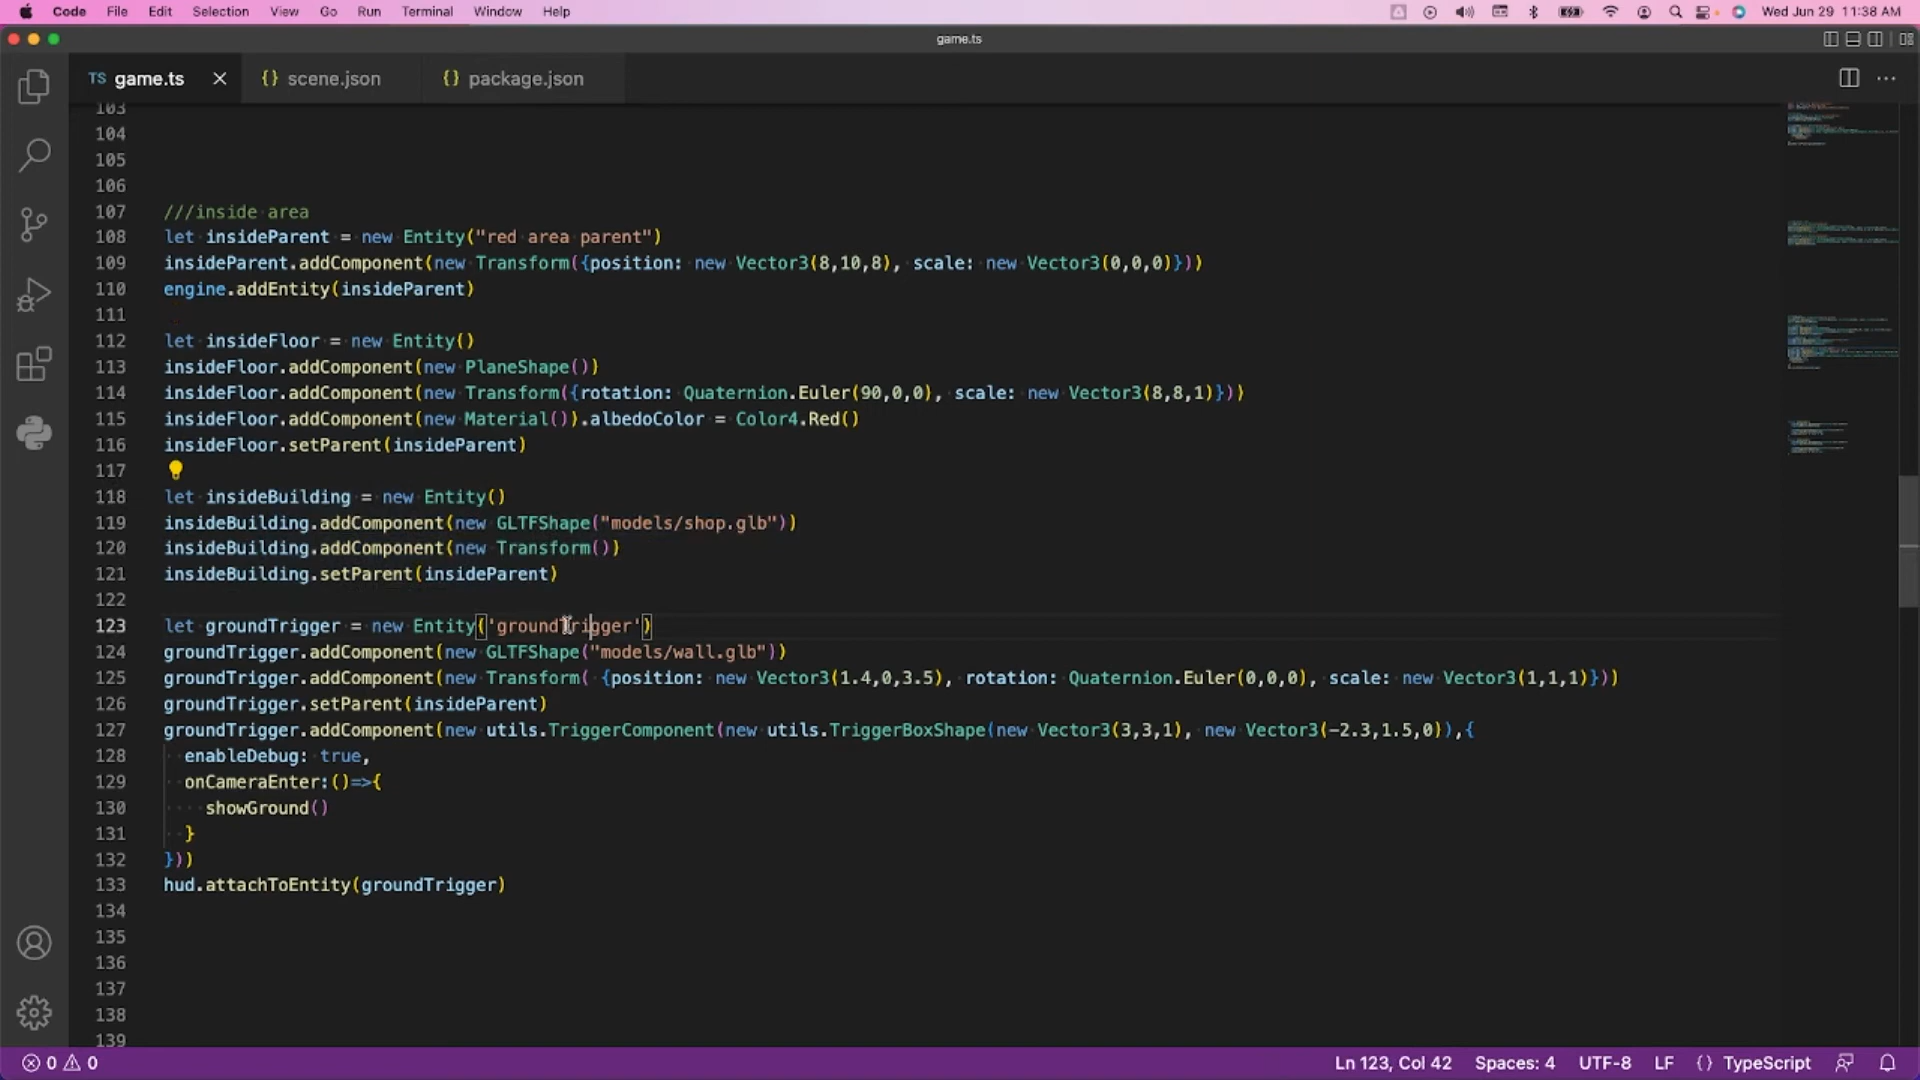 Code File Edit Selection View Go Run Terminal Window Help Wed Jun 29 11:38 AM
game.ts
TS game.ts {} scene.json {} package.json
103
104
105
106
107 ///inside area
108 let insideParent = new Entity("red area parent")
109 insideParent.addComponent(new Transform({position: new Vector3(8,10,8), scale: new Vector3(0,0,0)}))
110 engine.addEntity(insideParent)
111
112 let insideFloor = new Entity()
113 insideFloor.addComponent(new PlaneShape())
114 insideFloor.addComponent(new Transform({rotation: Quaternion.Euler(90,0,0), scale: new Vector3(8,8,1)}))
115 insideFloor.addComponent(new Material()).albedoColor = Color4.Red()
116 insideFloor.setParent(insideParent)
117
118 let insideBuilding = new Entity()
119 insideBuilding.addComponent(new GLTFShape("models/shop.glb"))
120 insideBuilding.addComponent(new Transform())
121 insideBuilding.setParent(insideParent)
122
123 let groundTrigger = new Entity('groundTrigger')
124 groundTrigger.addComponent(new GLTFShape("models/wall.glb"))
125 groundTrigger.addComponent(new Transform( {position: new Vector3(1.4,0,3.5), rotation: Quaternion.Euler(0,0,0), scale: new Vector3(1,1,1)}))
126 groundTrigger.setParent(insideParent)
127 groundTrigger.addComponent(new utils.TriggerComponent(new utils.TriggerBoxShape(new Vector3(3,3,1), new Vector3(-2.3,1.5,0)),{
128 enableDebug: true,
129 onCameraEnter:()=>{
130 showGround()
131 }
132 }))
133 hud.attachToEntity(groundTrigger)
134
135
136
137
138
139
0 0 Ln 123, Col 42 Spaces: 4 UTF-8 LF {} TypeScript